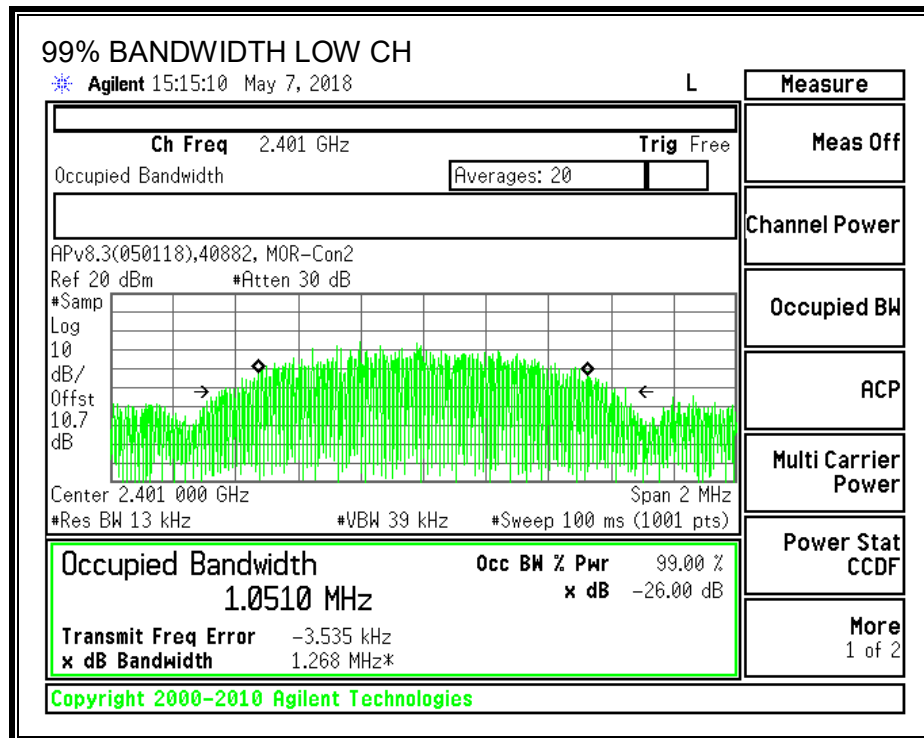 99% BANDWIDTH LOW CH
Agilent 15:15:10 May 7, 2018 L
Ch Freq 2.401 GHz Trig Free
Occupied Bandwidth Averages: 20
APv8.3(050118),40882, MOR-Con2
Ref 20 dBm #Atten 30 dB
#Samp
Log
10
dB/
Offst
10.7
dB
Center 2.401 000 GHz Span 2 MHz
#Res BW 13 kHz #VBW 39 kHz #Sweep 100 ms (1001 pts)
Occupied Bandwidth Occ BW % Pwr 99.00 %
1.0510 MHz x dB -26.00 dB
Transmit Freq Error -3.535 kHz
x dB Bandwidth 1.268 MHz*
Copyright 2000-2010 Agilent Technologies
Measure
Meas Off
Channel Power
Occupied BW
ACP
Multi Carrier
Power
Power Stat
CCDF
More
1 of 2